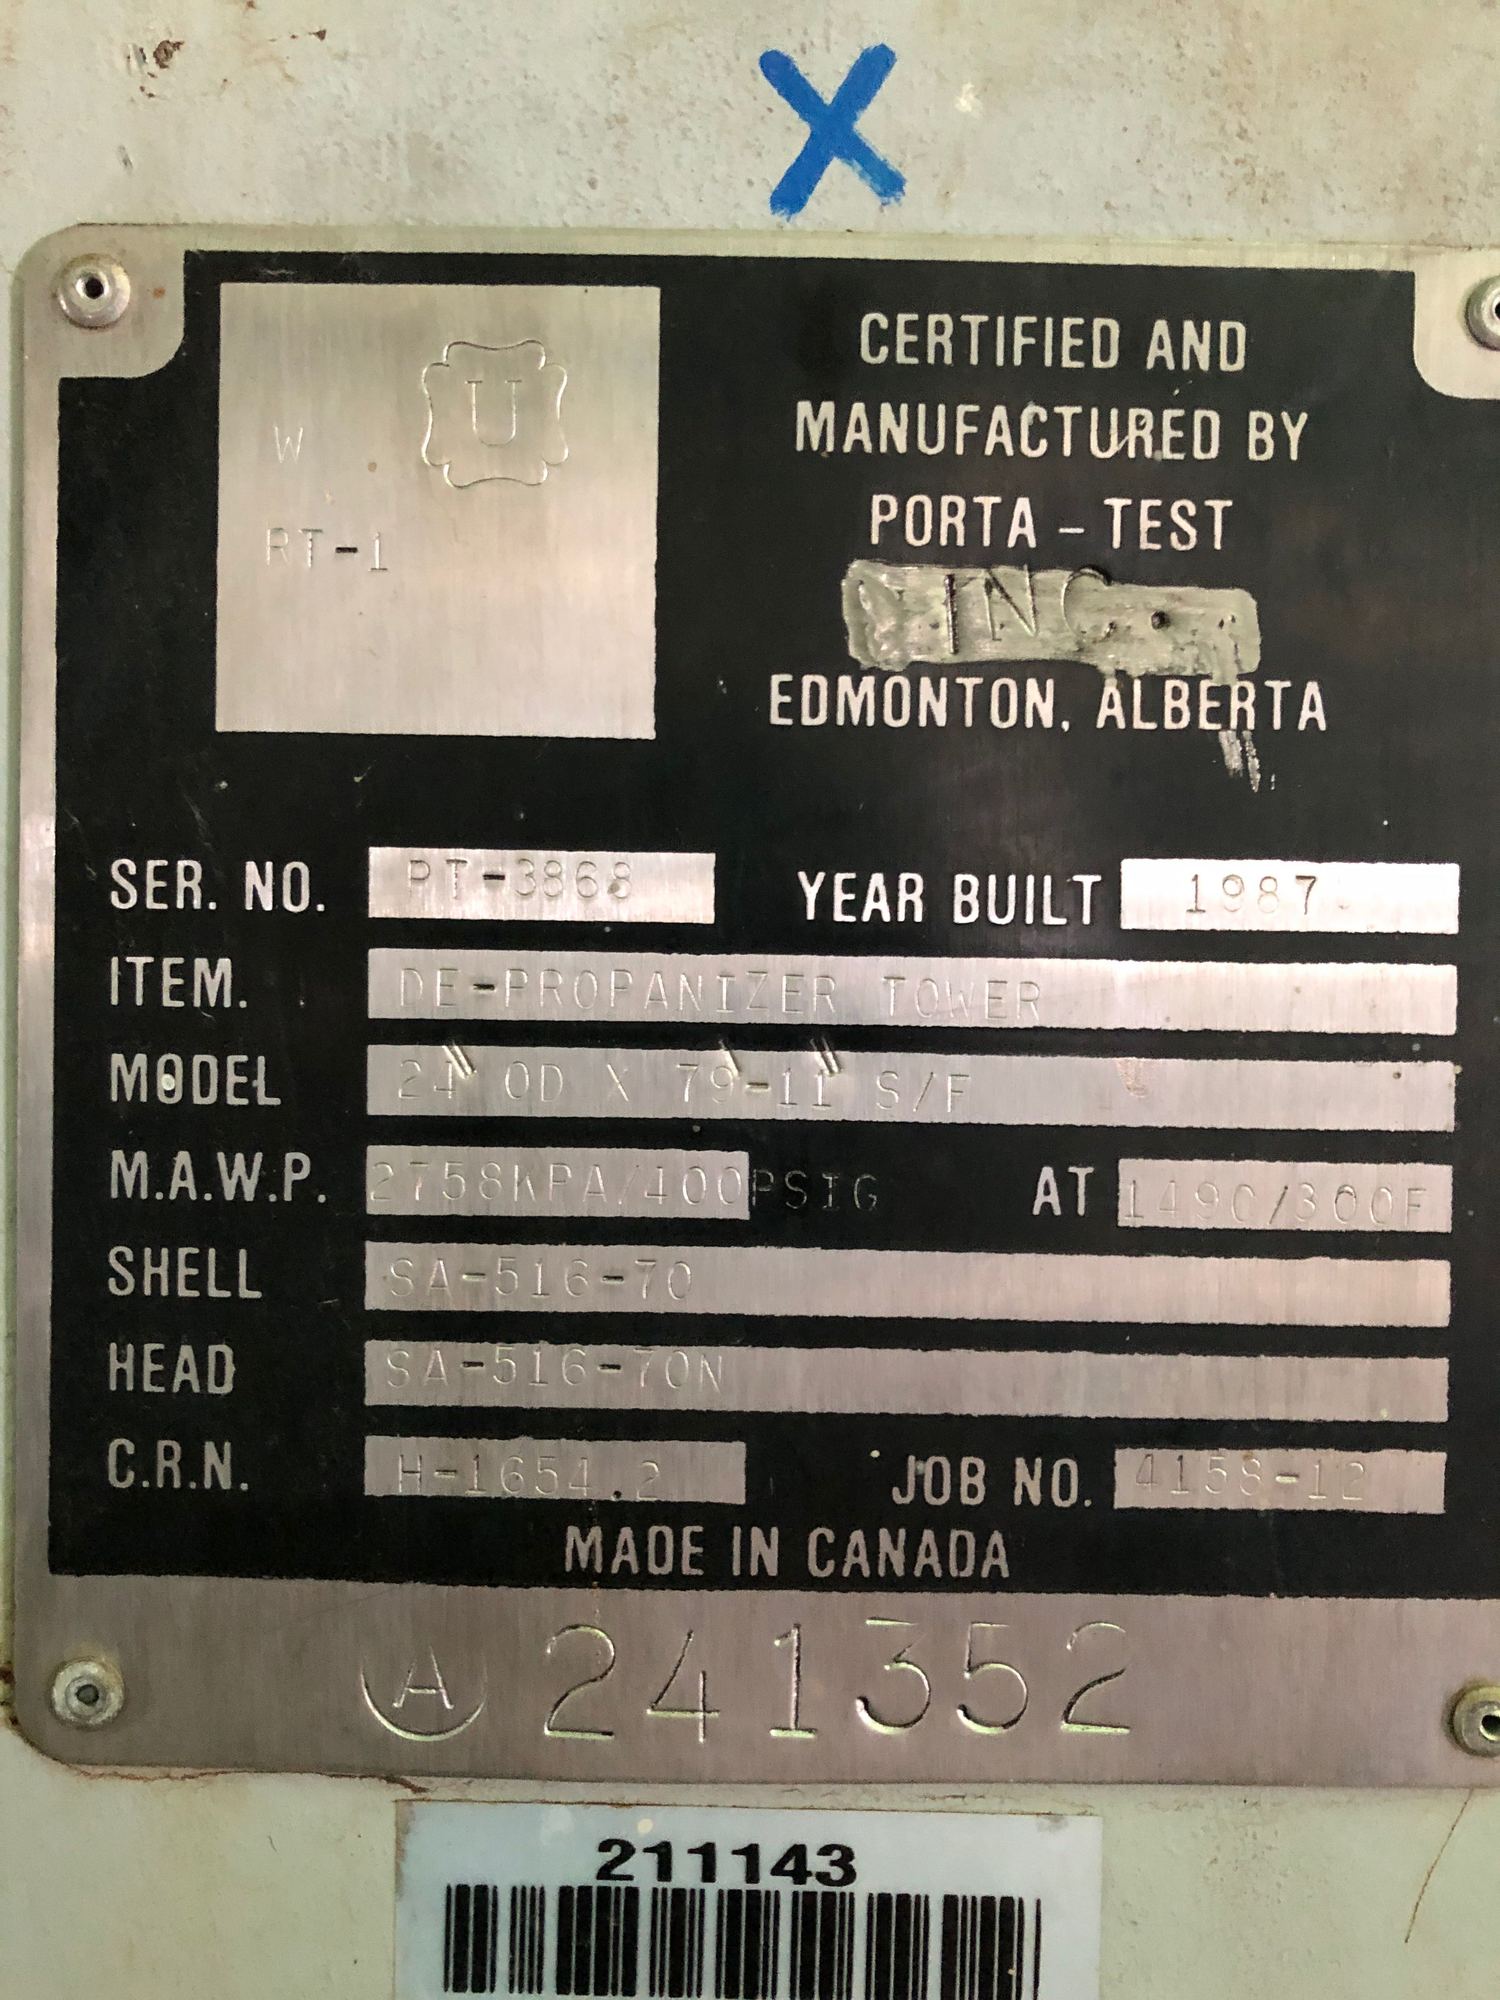 X
U
W
RT-1
CERTIFIED AND
MANUFACTURED BY
PORTA - TEST
INC.
EDMONTON, ALBERTA
SER. NO. PT-3868 YEAR BUILT 1987
ITEM. DE-PROPANIZER TOWER
MODEL 24" OD X 79'-11" S/F
M.A.W.P. 2758KPA/400PSIG AT 149C/300F
SHELL SA-516-70
HEAD SA-516-70N
C.R.N. H-1654.2 JOB NO. 4158-12
MADE IN CANADA
A 241352
211143